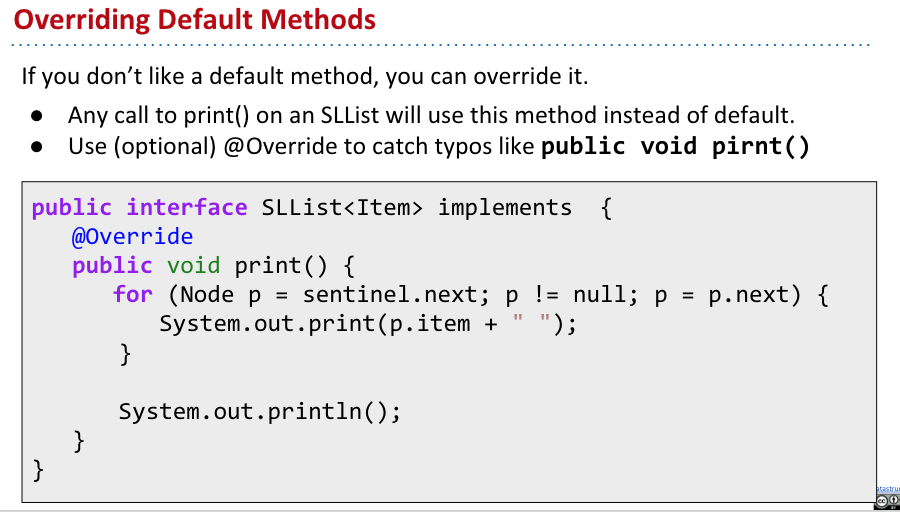 Overriding Default Methods
If you don’t like a default method, you can override it.
● Any call to print() on an SLList will use this method instead of default.
● Use (optional) @Override to catch typos like public void pirnt()
public interface SLList<Item> implements  {
@Override
public void print() {
for (Node p = sentinel.next; p != null; p = p.next) {
System.out.print(p.item + " ");
}
System.out.println();
}
}